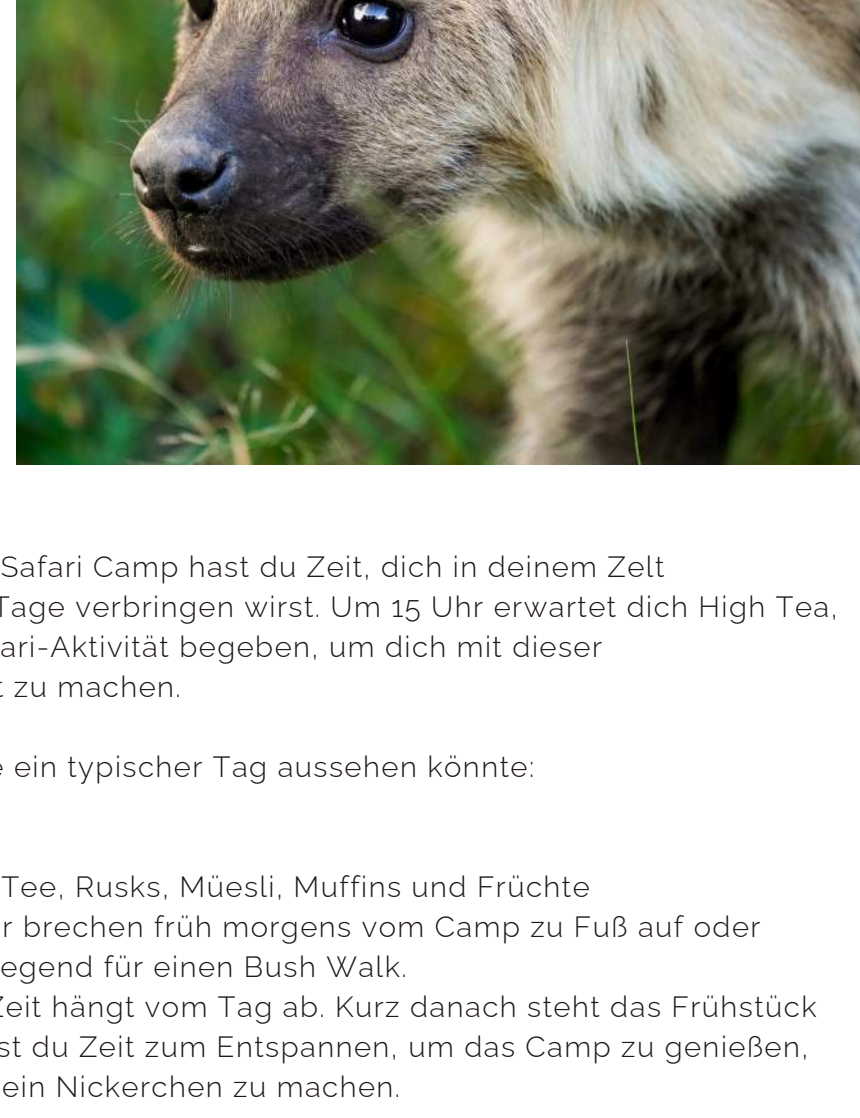 Safari Camp hast du Zeit, dich in deinem Zelt
Tage verbringen wirst. Um 15 Uhr erwartet dich High Tea,
ari-Aktivität begeben, um dich mit dieser
t zu machen.
e ein typischer Tag aussehen könnte:
Tee, Rusks, Müesli, Muffins und Früchte
r brechen früh morgens vom Camp zu Fuß auf oder
egend für einen Bush Walk.
Zeit hängt vom Tag ab. Kurz danach steht das Frühstück
st du Zeit zum Entspannen, um das Camp zu genießen,
ein Nickerchen zu machen.